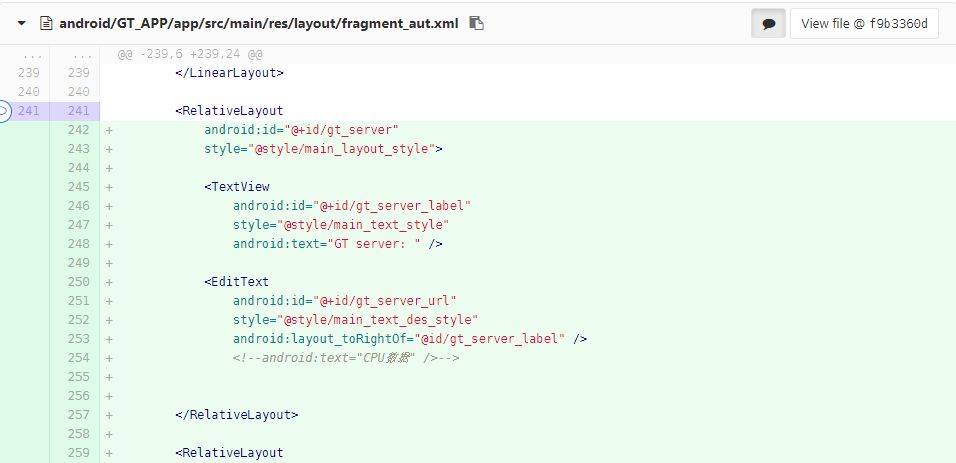 android/GT_APP/app/src/main/res/layout/fragment_aut.xml View file @ f9b3360d
... ... @@ -239,6 +239,24 @@
239 239 </LinearLayout>
240 240
241 241 <RelativeLayout
242 + android:id="@+id/gt_server"
243 + style="@style/main_layout_style">
244 +
245 + <TextView
246 + android:id="@+id/gt_server_label"
247 + style="@style/main_text_style"
248 + android:text="GT server: " />
249 +
250 + <EditText
251 + android:id="@+id/gt_server_url"
252 + style="@style/main_text_des_style"
253 + android:layout_toRightOf="@id/gt_server_label" />
254 + <!--android:text="CPU数据" />-->
255 +
256 +
257 + </RelativeLayout>
258 +
259 + <RelativeLayout